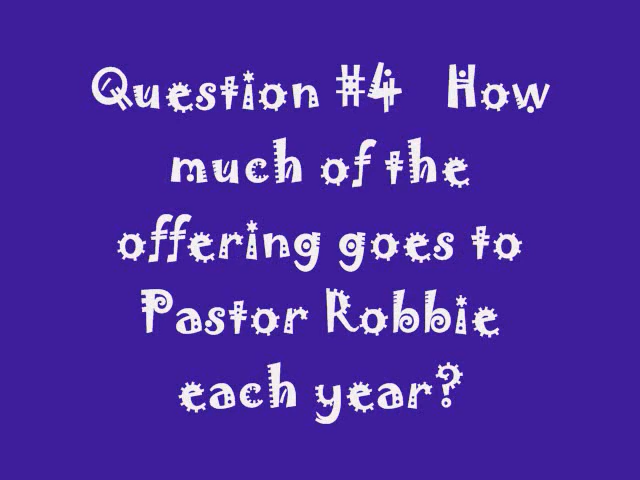 Question #4 How
much of the
offering goes to
Pastor Robbie
each year?